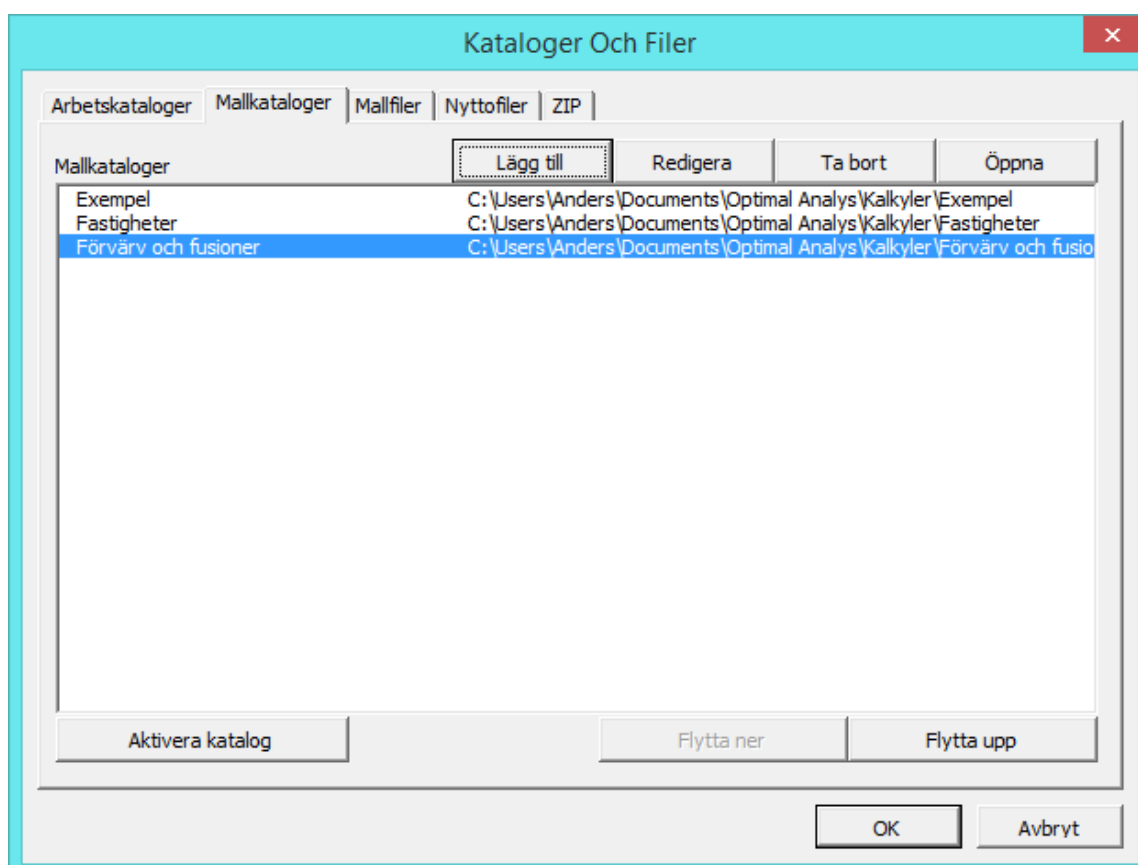 Kataloger Och Filer
Arbetskataloger Mallkataloger Mallfiler Nyttofiler ZIP
Mallkataloger Lägg till Redigera Ta bort Öppna
Exempel C:\Users\Anders\Documents\Optimal Analys\Kalkyler\Exempel
Fastigheter C:\Users\Anders\Documents\Optimal Analys\Kalkyler\Fastigheter
Förvärv och fusioner C:\Users\Anders\Documents\Optimal Analys\Kalkyler\Förvärv och fusio
Aktivera katalog Flytta ner Flytta upp
OK Avbryt